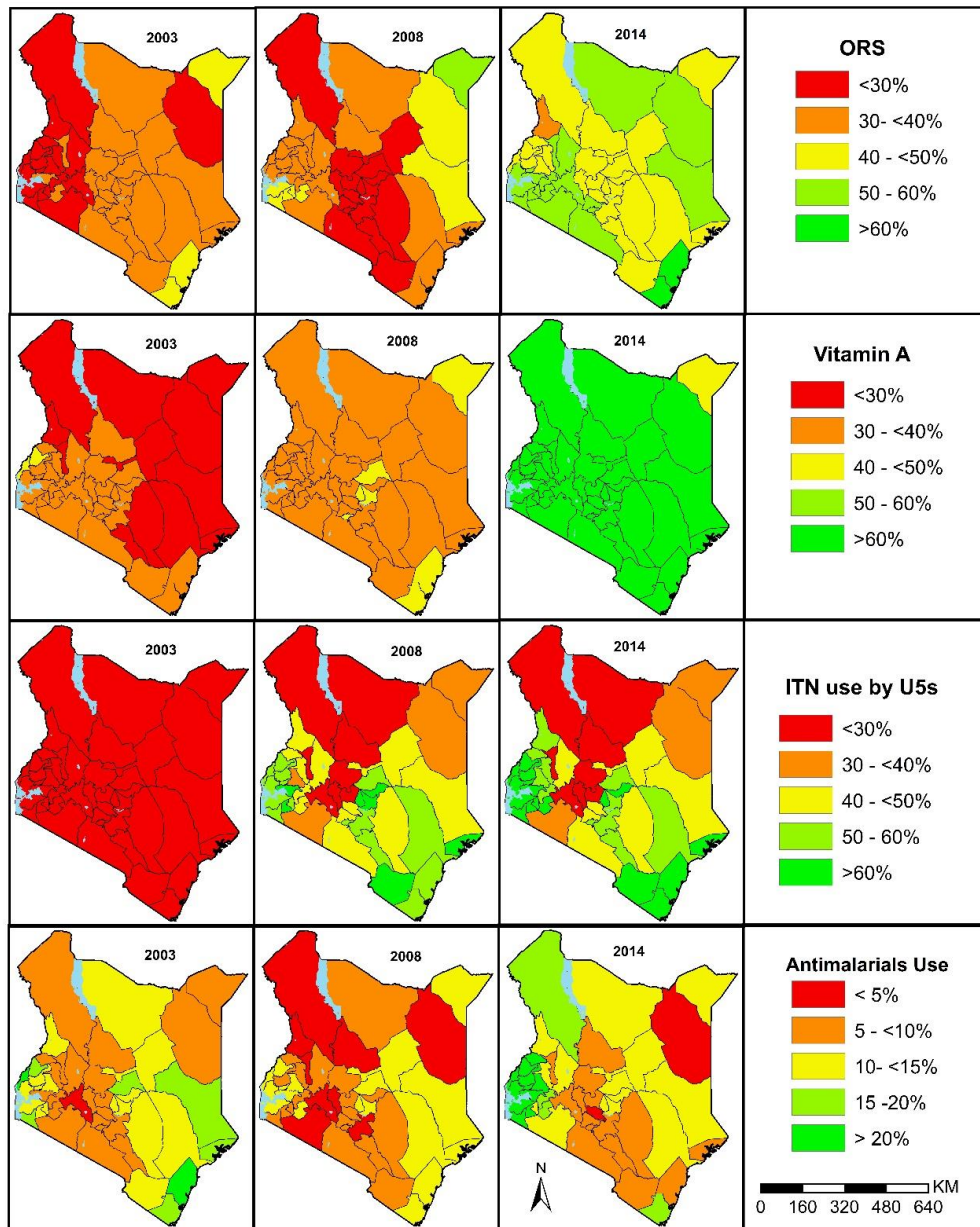 2003
2008
2014
ORS
<30%
30- <40%
40 - <50%
50 - 60%
>60%
2003
2008
2014
Vitamin A
<30%
30 - <40%
40 - <50%
50 - 60%
>60%
2003
2008
2014
ITN use by U5s
<30%
30 - <40%
40 - <50%
50 - 60%
>60%
2003
2008
2014
Antimalarials Use
< 5%
5 - <10%
10- <15%
15 -20%
> 20%
N
KM
0 160 320 480 640